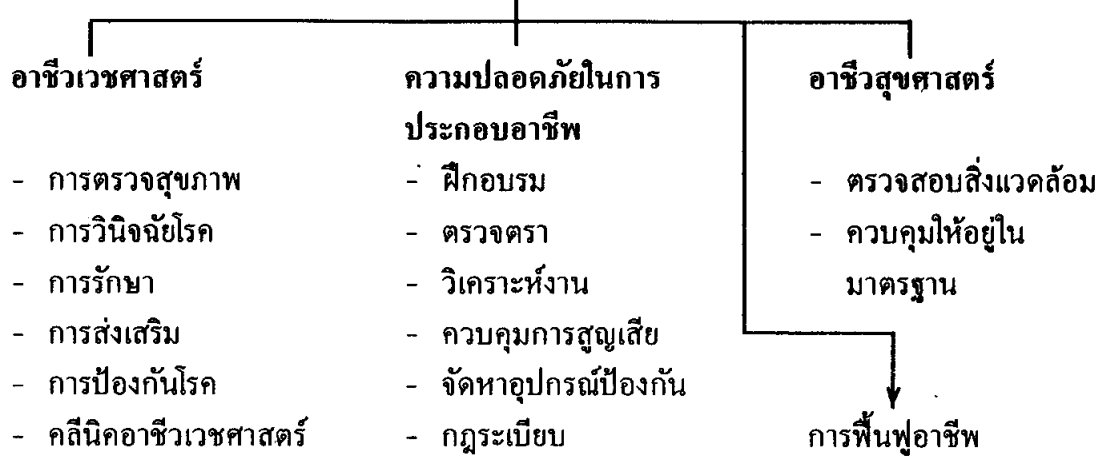 อาชีวเวชศาสตร์
- การตรวจสุขภาพ
- การวินิจฉัยโรค
- การรักษา
- การส่งเสริม
- การป้องกันโรค
- คลีนิคอาชีวเวชศาสตร์
ความปลอดภัยในการ
ประกอบอาชีพ
- ฝึกอบรม
- ตรวจตรา
- วิเคราะห์งาน
- ควบคุมการสูญเสีย
- จัดหาอุปกรณ์ป้องกัน
- กฎระเบียบ
อาชีวสุขศาสตร์
- ตรวจสอบสิ่งแวดล้อม
- ควบคุมให้อยู่ใน
มาตรฐาน
การฟื้นฟูอาชีพ